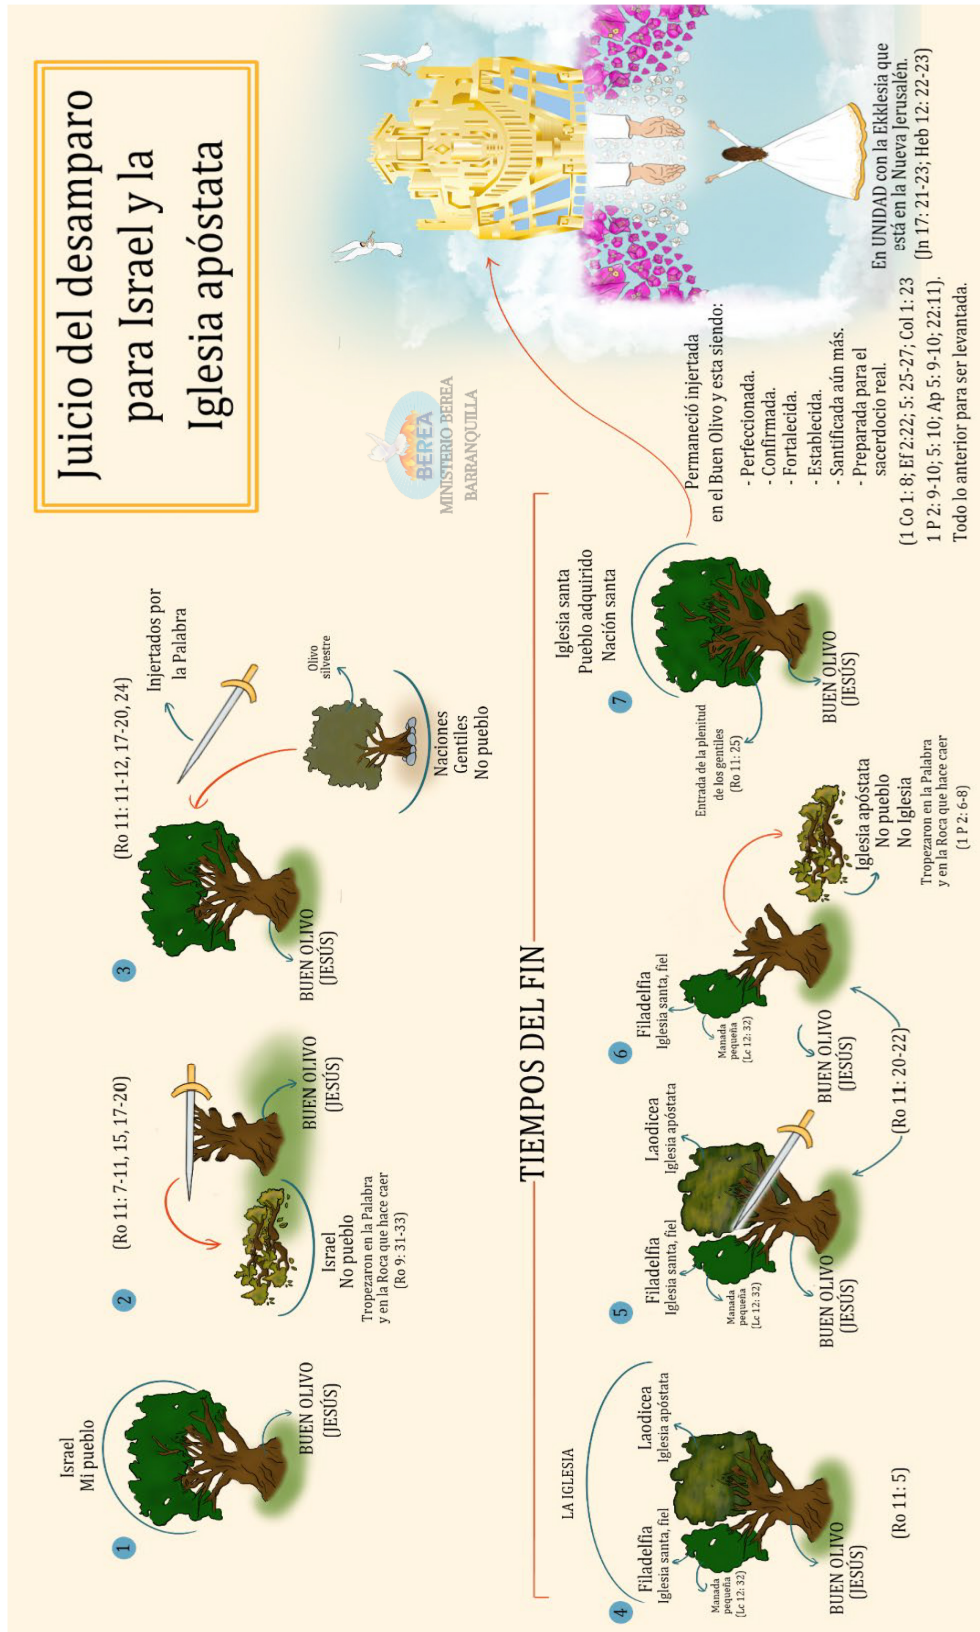 Juicio del desamparo
para Israel y la
Iglesia apóstata
BEREA
MINISTERIO BEREA
BARRANQUILLA
1
Israel
Mi pueblo
BUEN OLIVO
(JESÚS)
2
(Ro 11: 7-11, 15, 17-20)
Israel
No pueblo
Tropezaron en la Palabra
y en la Roca que hace caer
(Ro 9: 31-33)
BUEN OLIVO
(JESÚS)
3
(Ro 11: 11-12, 17-20, 24)
Injertados por
la Palabra
BUEN OLIVO
(JESÚS)
Olivo
silvestre
Naciones
Gentiles
No pueblo
TIEMPOS DEL FIN
LA IGLESIA
4
Filadelfia
Iglesia santa, fiel
Laodicea
Iglesia apóstata
Manada
pequeña
(Lc 12: 32)
BUEN OLIVO
(JESÚS)
(Ro 11: 5)
5
Filadelfia
Iglesia santa, fiel
Laodicea
Iglesia apóstata
Manada
pequeña
(Lc 12: 32)
BUEN OLIVO
(JESÚS)
(Ro 11: 20-22)
6
Filadelfia
Iglesia santa, fiel
Manada
pequeña
(Lc 12: 32)
BUEN OLIVO
(JESÚS)
Iglesia apóstata
No pueblo
No Iglesia
Tropezaron en la Palabra
y en la Roca que hace caer
(1 P 2: 6-8)
7
Iglesia santa
Pueblo adquirido
Nación santa
Entrada de la plenitud
de los gentiles
(Ro 11: 25)
BUEN OLIVO
(JESÚS)
Permaneció injertada
en el Buen Olivo y esta siendo:
- Perfeccionada.
- Confirmada.
- Fortalecida.
- Establecida.
- Santificada aún más.
- Preparada para el
sacerdocio real.
(1 Co 1: 8; Ef 2:22; 5: 25-27; Col 1: 23
1 P 2: 9-10; 5: 10; Ap 5: 9-10; 22:11).
Todo lo anterior para ser levantada.
En UNIDAD con la Ekklesia que
está en la Nueva Jerusalén.
(Jn 17: 21-23; Heb 12: 22-23)